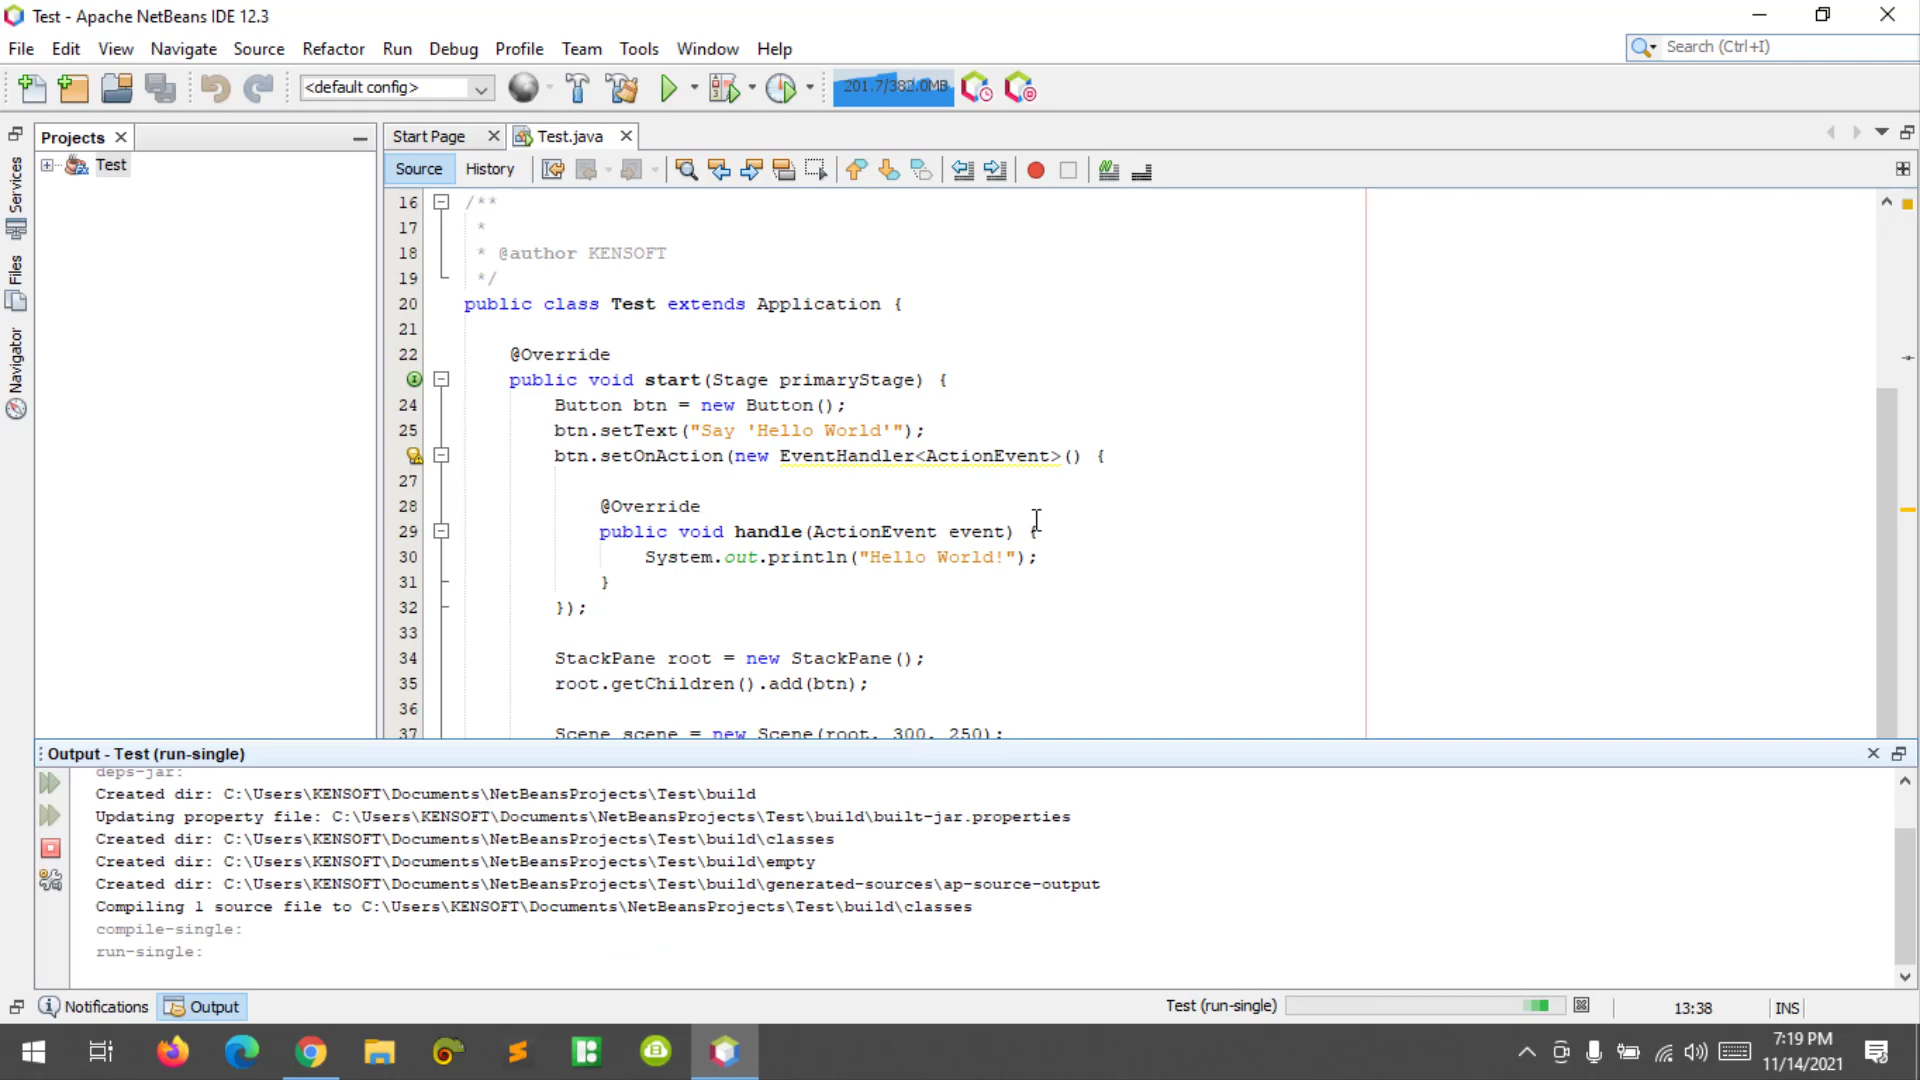 Test - Apache NetBeans IDE 12.3
File Edit View Navigate Source Refactor Run Debug Profile Team Tools Window Help
Search (Ctrl+I)
<default config>
201.7/382.0MB
Projects
Start Page
Test.java
Test
Source
History
Services
Files
Navigator
16 /**
17 *
18 * @author KENSOFT
19 */
20 public class Test extends Application {
21
22 @Override
public void start(Stage primaryStage) {
24 Button btn = new Button();
25 btn.setText("Say 'Hello World'");
btn.setOnAction(new EventHandler<ActionEvent>() {
27
28 @Override
29 public void handle(ActionEvent event) {
30 System.out.println("Hello World!");
31 }
32 });
33
34 StackPane root = new StackPane();
35 root.getChildren().add(btn);
36
37 Scene scene = new Scene(root, 300, 250);
Output - Test (run-single)
deps-jar:
Created dir: C:\Users\KENSOFT\Documents\NetBeansProjects\Test\build
Updating property file: C:\Users\KENSOFT\Documents\NetBeansProjects\Test\build\built-jar.properties
Created dir: C:\Users\KENSOFT\Documents\NetBeansProjects\Test\build\classes
Created dir: C:\Users\KENSOFT\Documents\NetBeansProjects\Test\build\empty
Created dir: C:\Users\KENSOFT\Documents\NetBeansProjects\Test\build\generated-sources\ap-source-output
Compiling 1 source file to C:\Users\KENSOFT\Documents\NetBeansProjects\Test\build\classes
compile-single:
run-single:
Notifications
Output
Test (run-single)
13:38
INS
7:19 PM
11/14/2021